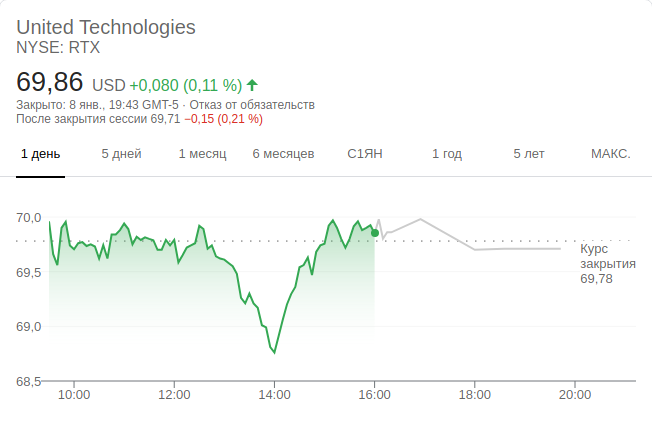 United Technologies
NYSE: RTX
69,86 USD +0,080 (0,11 %)
Закрыто: 8 янв., 19:43 GMT-5 · Отказ от обязательств
После закрытия сессии 69,71 −0,15 (0,21 %)
1 день 5 дней 1 месяц 6 месяцев С1ЯН 1 год 5 лет МАКС.
70,0
69,5
69,0
68,5
Курс
закрытия
69,78
10:00 12:00 14:00 16:00 18:00 20:00